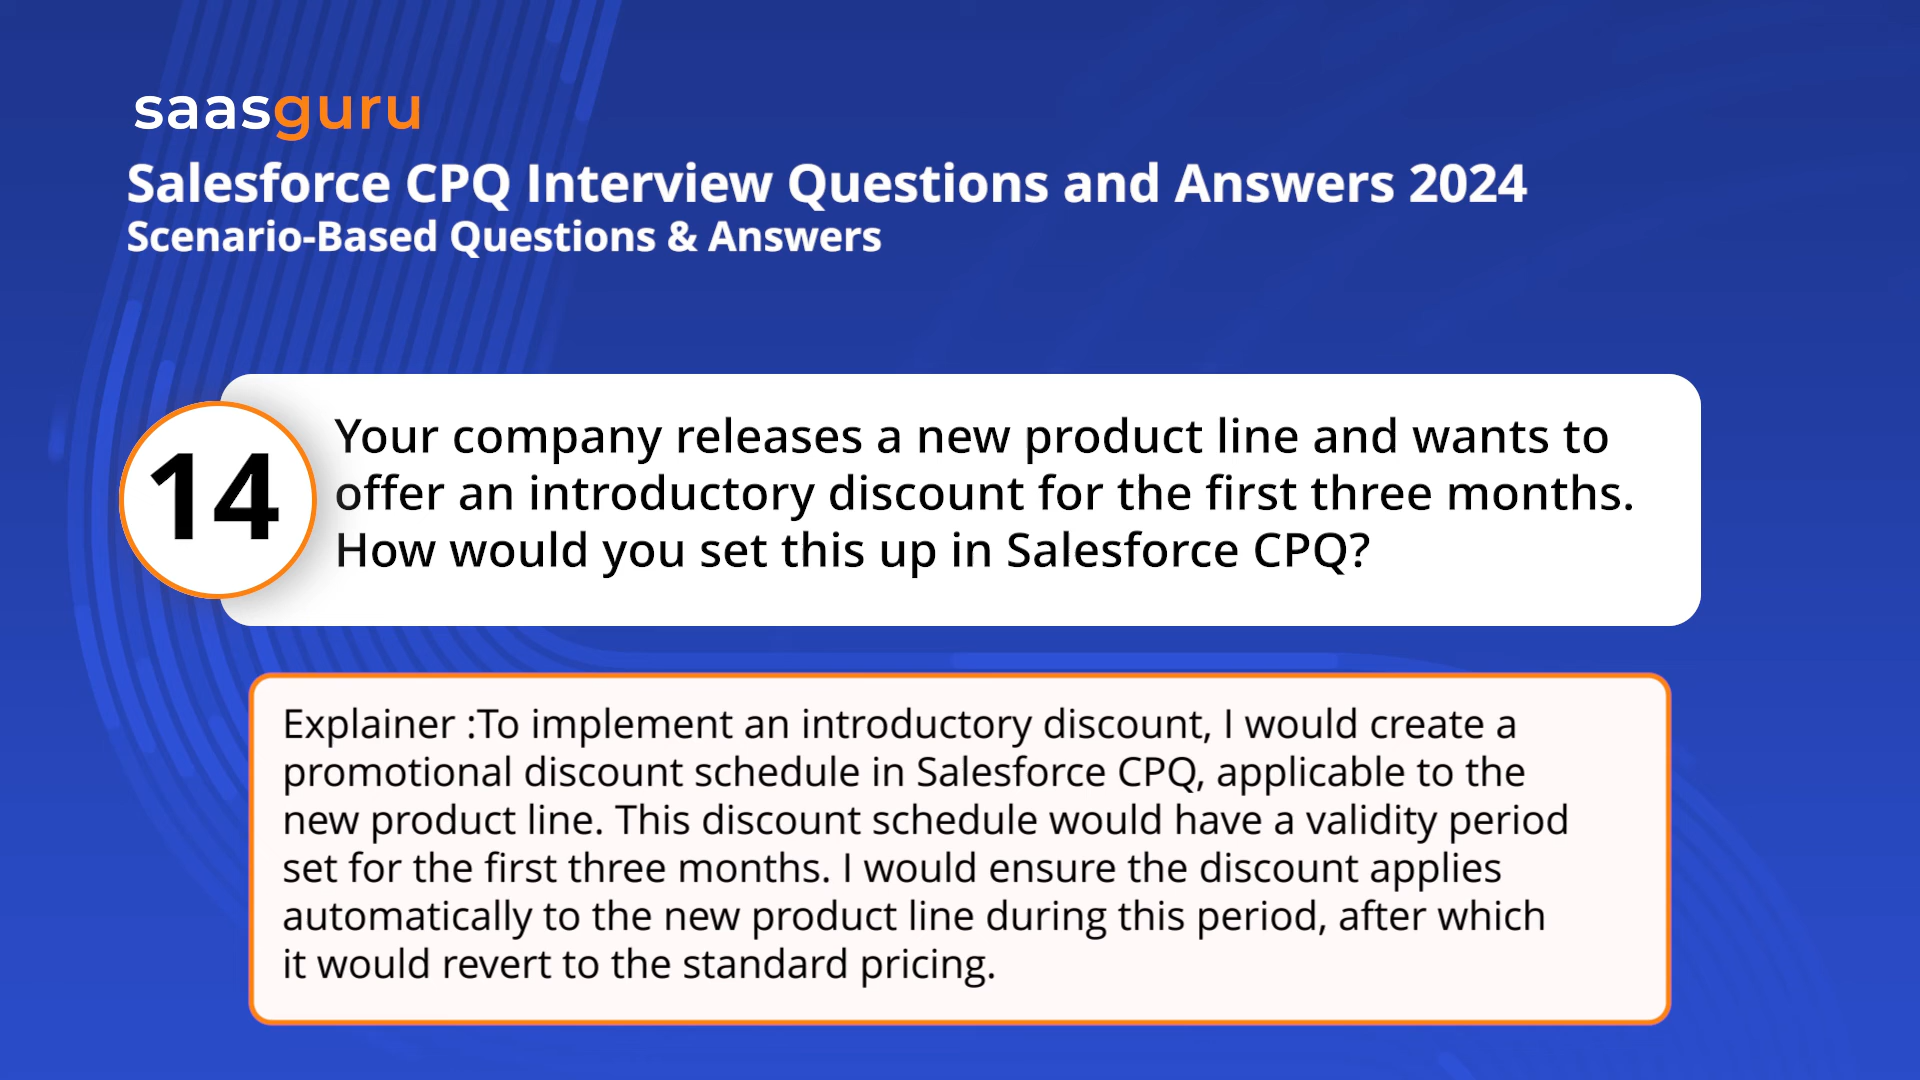 saasguru
Salesforce CPQ Interview Questions and Answers 2024
Scenario-Based Questions & Answers
14
Your company releases a new product line and wants to
offer an introductory discount for the first three months.
How would you set this up in Salesforce CPQ?
Explainer :To implement an introductory discount, I would create a
promotional discount schedule in Salesforce CPQ, applicable to the
new product line. This discount schedule would have a validity period
set for the first three months. I would ensure the discount applies
automatically to the new product line during this period, after which
it would revert to the standard pricing.